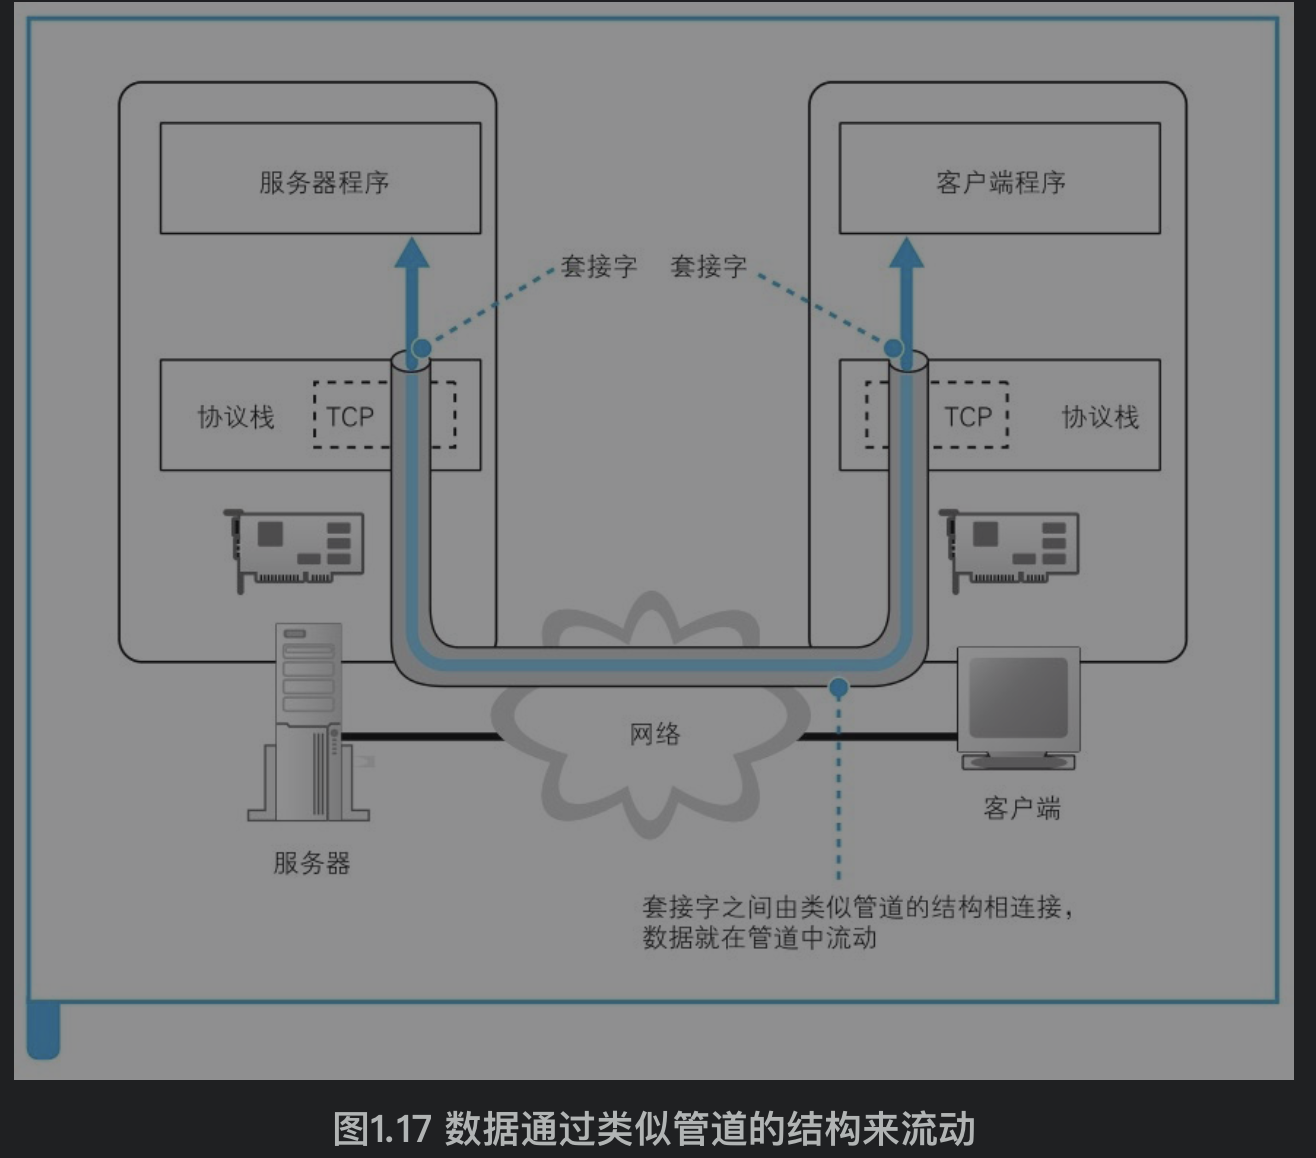 服务器程序
客户端程序
套接字
套接字
协议栈
TCP
TCP
协议栈
网络
客户端
服务器
套接字之间由类似管道的结构相连接，
数据就在管道中流动
图1.17 数据通过类似管道的结构来流动